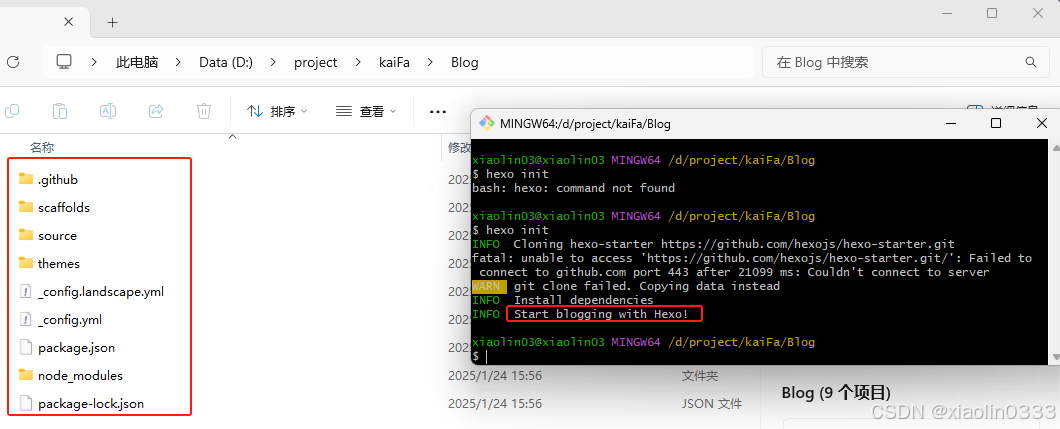 此电脑 Data (D:) project kaiFa Blog
在 Blog 中搜索
排序 查看
名称
.github
scaffolds
source
themes
_config.landscape.yml
_config.yml
package.json
node_modules
2025/1/24 15:56 文件夹
package-lock.json
2025/1/24 15:56 JSON 文件
MINGW64:/d/project/kaiFa/Blog
xiaolin03@xiaolin03 MINGW64 /d/project/kaiFa/Blog
$ hexo init
bash: hexo: command not found
xiaolin03@xiaolin03 MINGW64 /d/project/kaiFa/Blog
$ hexo init
INFO Cloning hexo-starter https://github.com/hexojs/hexo-starter.git
fatal: unable to access 'https://github.com/hexojs/hexo-starter.git/': Failed to
connect to github.com port 443 after 21099 ms: Couldn't connect to server
WARN git clone failed. Copying data instead
INFO Install dependencies
INFO Start blogging with Hexo!
xiaolin03@xiaolin03 MINGW64 /d/project/kaiFa/Blog
$
Blog (9 个项目)
CSDN @xiaolin0333